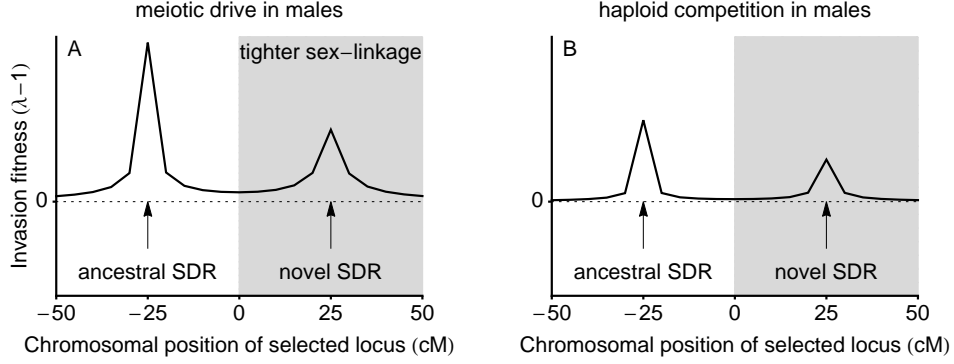 meiotic drive in males
haploid competition in males
A
tighter sex−linkage
B
Invasion fitness (λ−1)
0
0
ancestral SDR
novel SDR
ancestral SDR
novel SDR
−50 −25 0 25 50
−50 −25 0 25 50
Chromosomal position of selected locus (cM)
Chromosomal position of selected locus (cM)